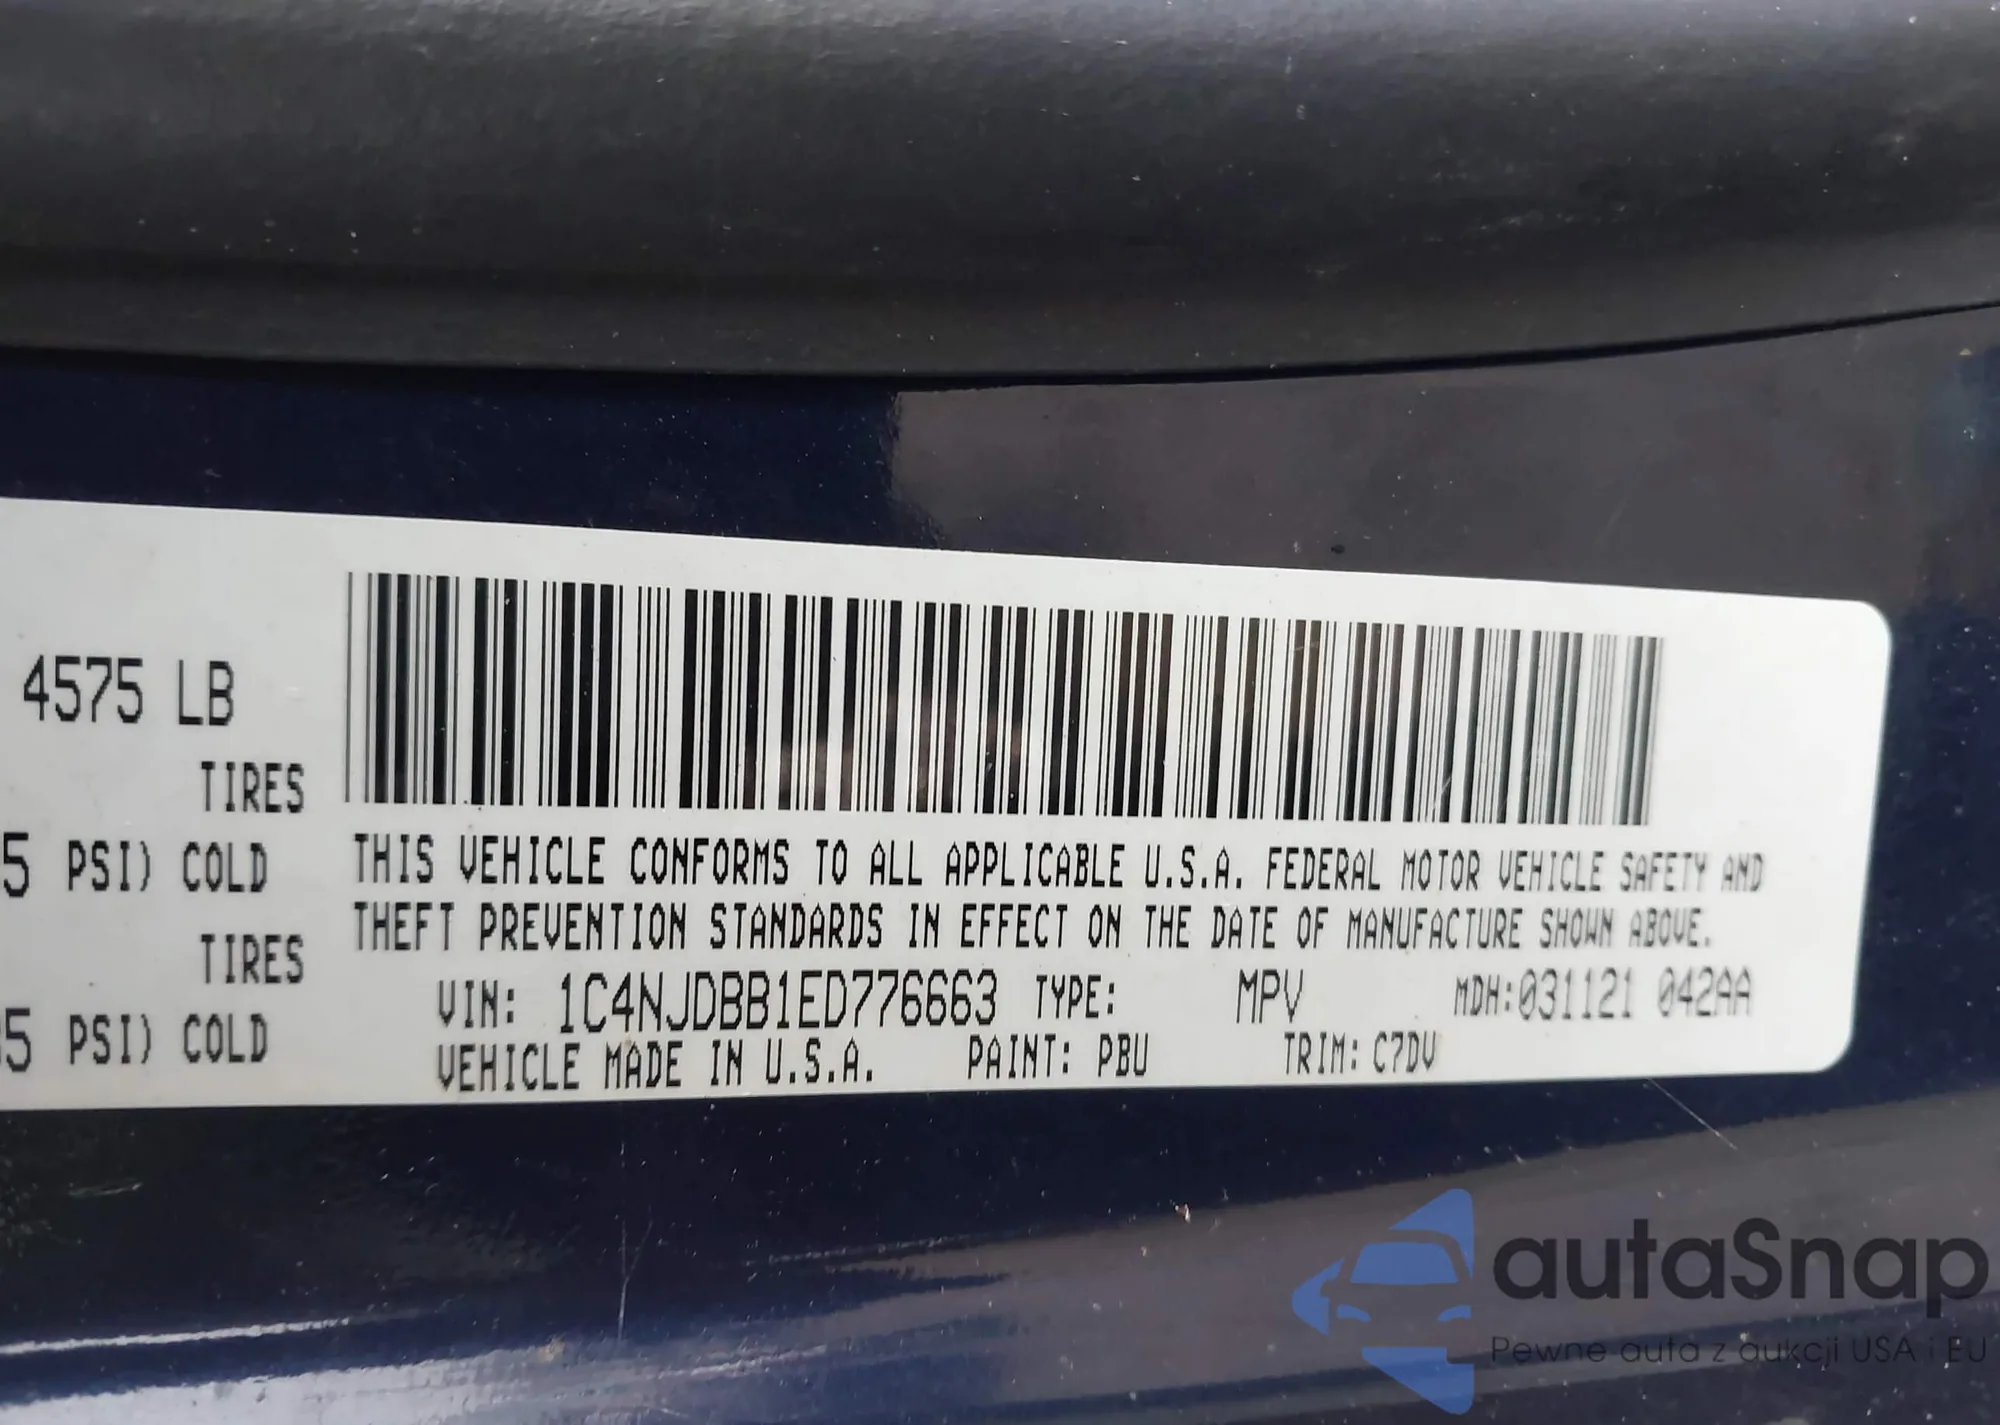 4575 LB
TIRES
5 PSI) COLD
TIRES
35 PSI) COLD
THIS VEHICLE CONFORMS TO ALL APPLICABLE U.S.A. FEDERAL MOTOR VEHICLE SAFETY AND
THEFT PREVENTION STANDARDS IN EFFECT ON THE DATE OF MANUFACTURE SHOWN ABOVE.
VIN: 1C4NJDBB1ED776663 TYPE: MPV MDH:031121 042AA
VEHICLE MADE IN U.S.A. PAINT: PBU TRIM: C7DV
autaSnap
Pewne auta z aukcji USA i EU